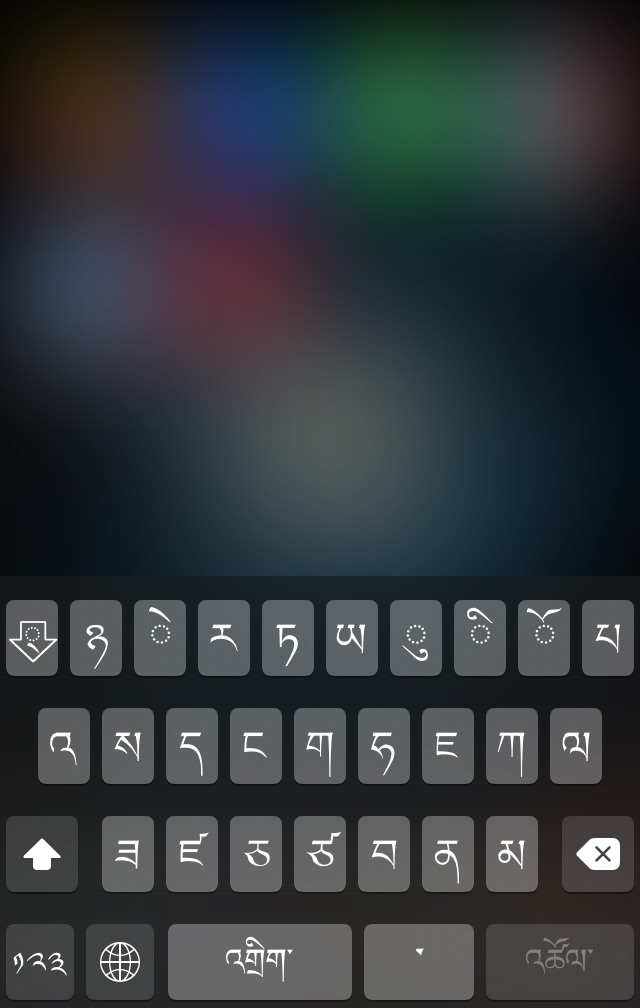 ཉ ེ ར ཏ ཡ ུ ི ོ པ
འ ས ད ང ག ཧ ཇ ཀ ལ
ཟ ཛ ཅ ཙ བ ན མ
༡༢༣ འགྲིག་ ་ འཚོལ་